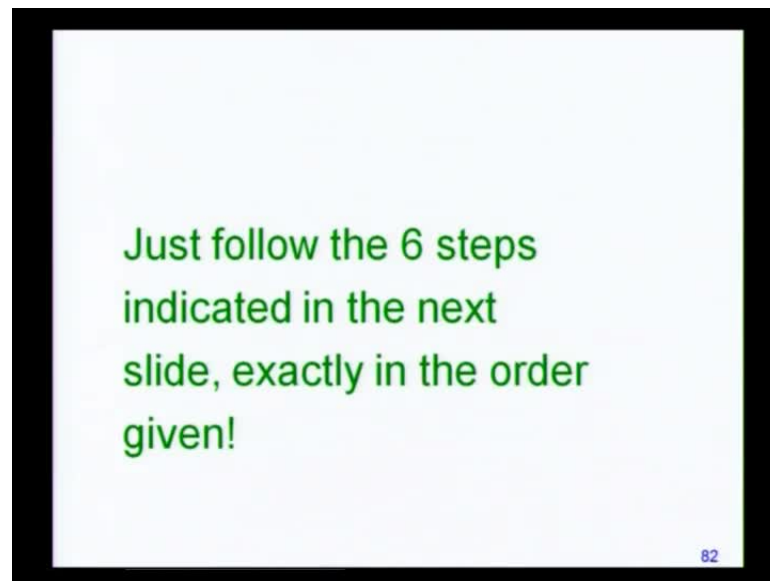 Just follow the 6 steps
indicated in the next
slide, exactly in the order
given!
82